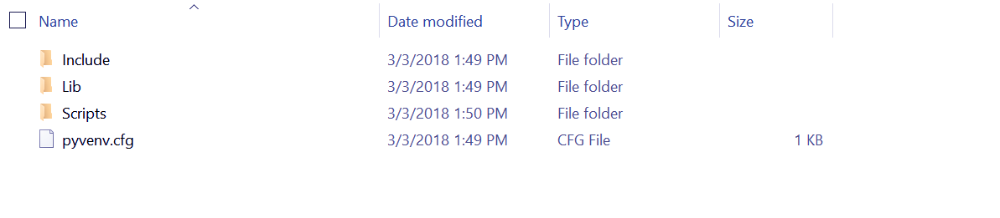 Name Date modified Type Size
Include 3/3/2018 1:49 PM File folder
Lib 3/3/2018 1:49 PM File folder
Scripts 3/3/2018 1:50 PM File folder
pyvenv.cfg 3/3/2018 1:49 PM CFG File 1 KB